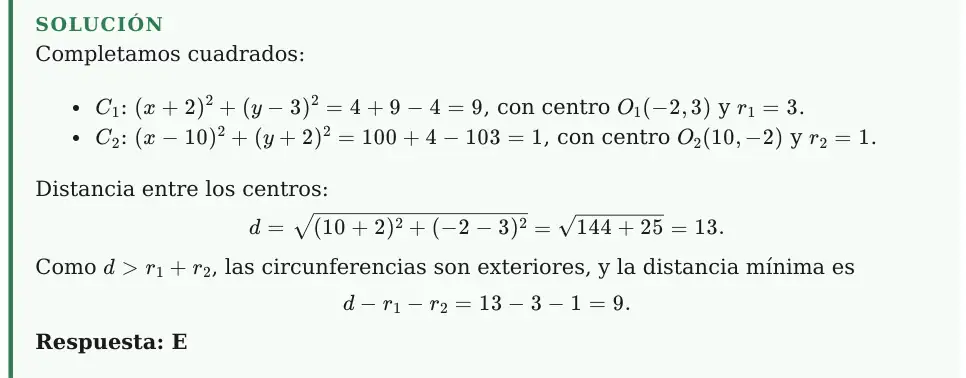 SOLUCIÓN
Completamos cuadrados:
• C₁: (x + 2)² + (y − 3)² = 4 + 9 − 4 = 9, con centro O₁(−2, 3) y r₁ = 3.
• C₂: (x − 10)² + (y + 2)² = 100 + 4 − 103 = 1, con centro O₂(10, −2) y r₂ = 1.
Distancia entre los centros:
d = √((10 + 2)² + (−2 − 3)²) = √(144 + 25) = 13.
Como d > r₁ + r₂, las circunferencias son exteriores, y la distancia mínima es
d − r₁ − r₂ = 13 − 3 − 1 = 9.
Respuesta: E